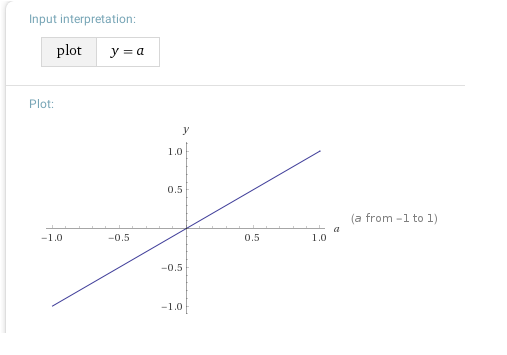 Input interpretation:
plot y = a
Plot:
y
1.0
0.5
(a from −1 to 1)
a
−1.0 −0.5 0.5 1.0
−0.5
−1.0